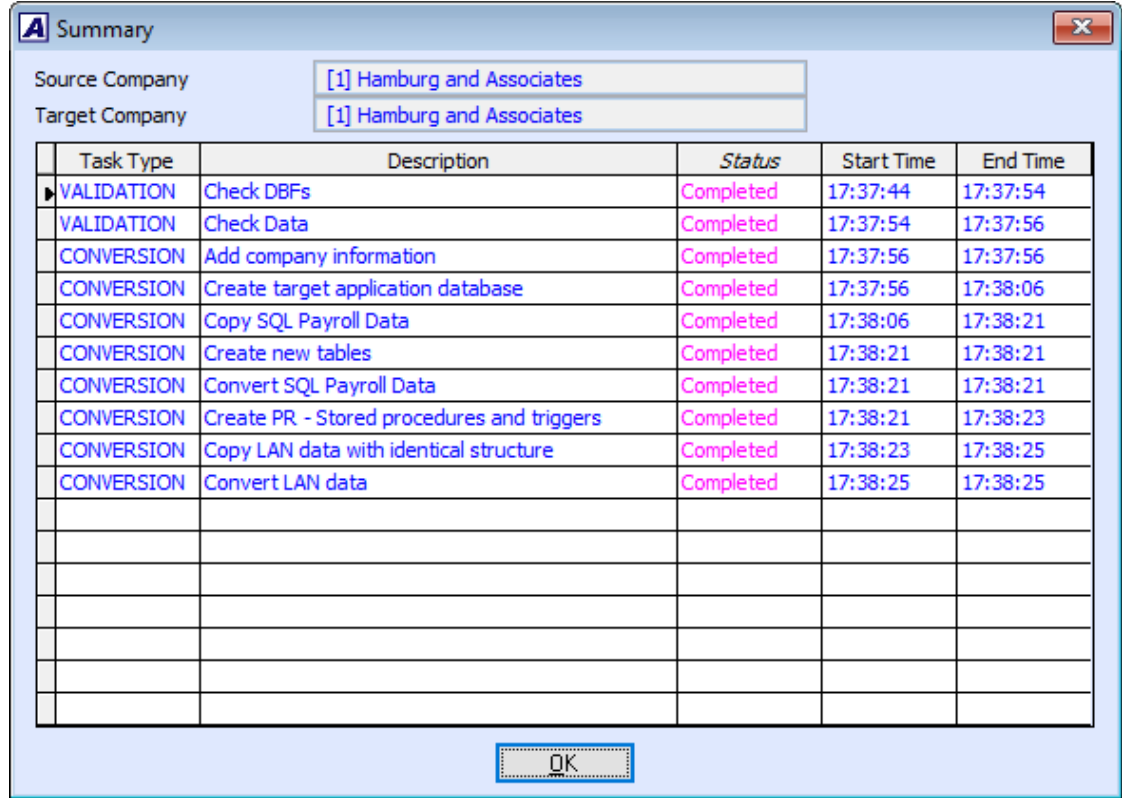 A Summary
Source Company [1] Hamburg and Associates
Target Company [1] Hamburg and Associates
Task Type Description Status Start Time End Time
VALIDATION Check DBFs Completed 17:37:44 17:37:54
VALIDATION Check Data Completed 17:37:54 17:37:56
CONVERSION Add company information Completed 17:37:56 17:37:56
CONVERSION Create target application database Completed 17:37:56 17:38:06
CONVERSION Copy SQL Payroll Data Completed 17:38:06 17:38:21
CONVERSION Create new tables Completed 17:38:21 17:38:21
CONVERSION Convert SQL Payroll Data Completed 17:38:21 17:38:21
CONVERSION Create PR - Stored procedures and triggers Completed 17:38:21 17:38:23
CONVERSION Copy LAN data with identical structure Completed 17:38:23 17:38:25
CONVERSION Convert LAN data Completed 17:38:25 17:38:25
OK